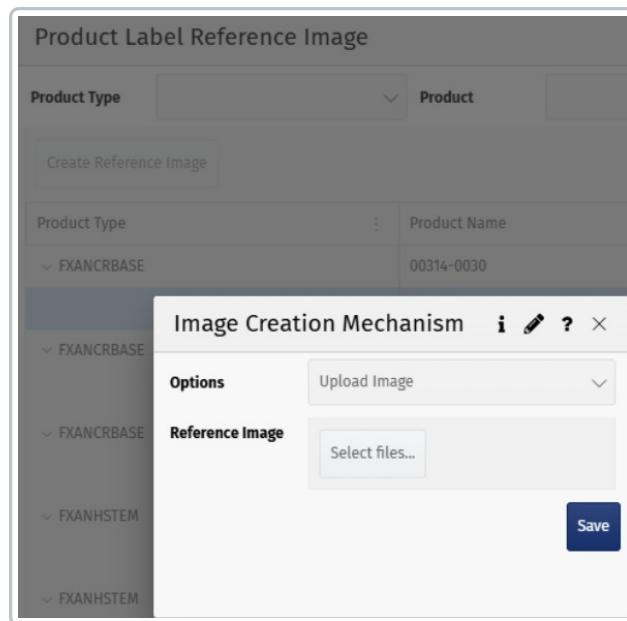 Product Label Reference Image
Product Type
Product
Create Reference Image
Product Type
Product Name
FXANCRBASE
00314-0030
Image Creation Mechanism
FXANCRBASE
Options
Upload Image
FXANCRBASE
Reference Image
Select files...
FXANHSTEM
Save
FXANHSTEM